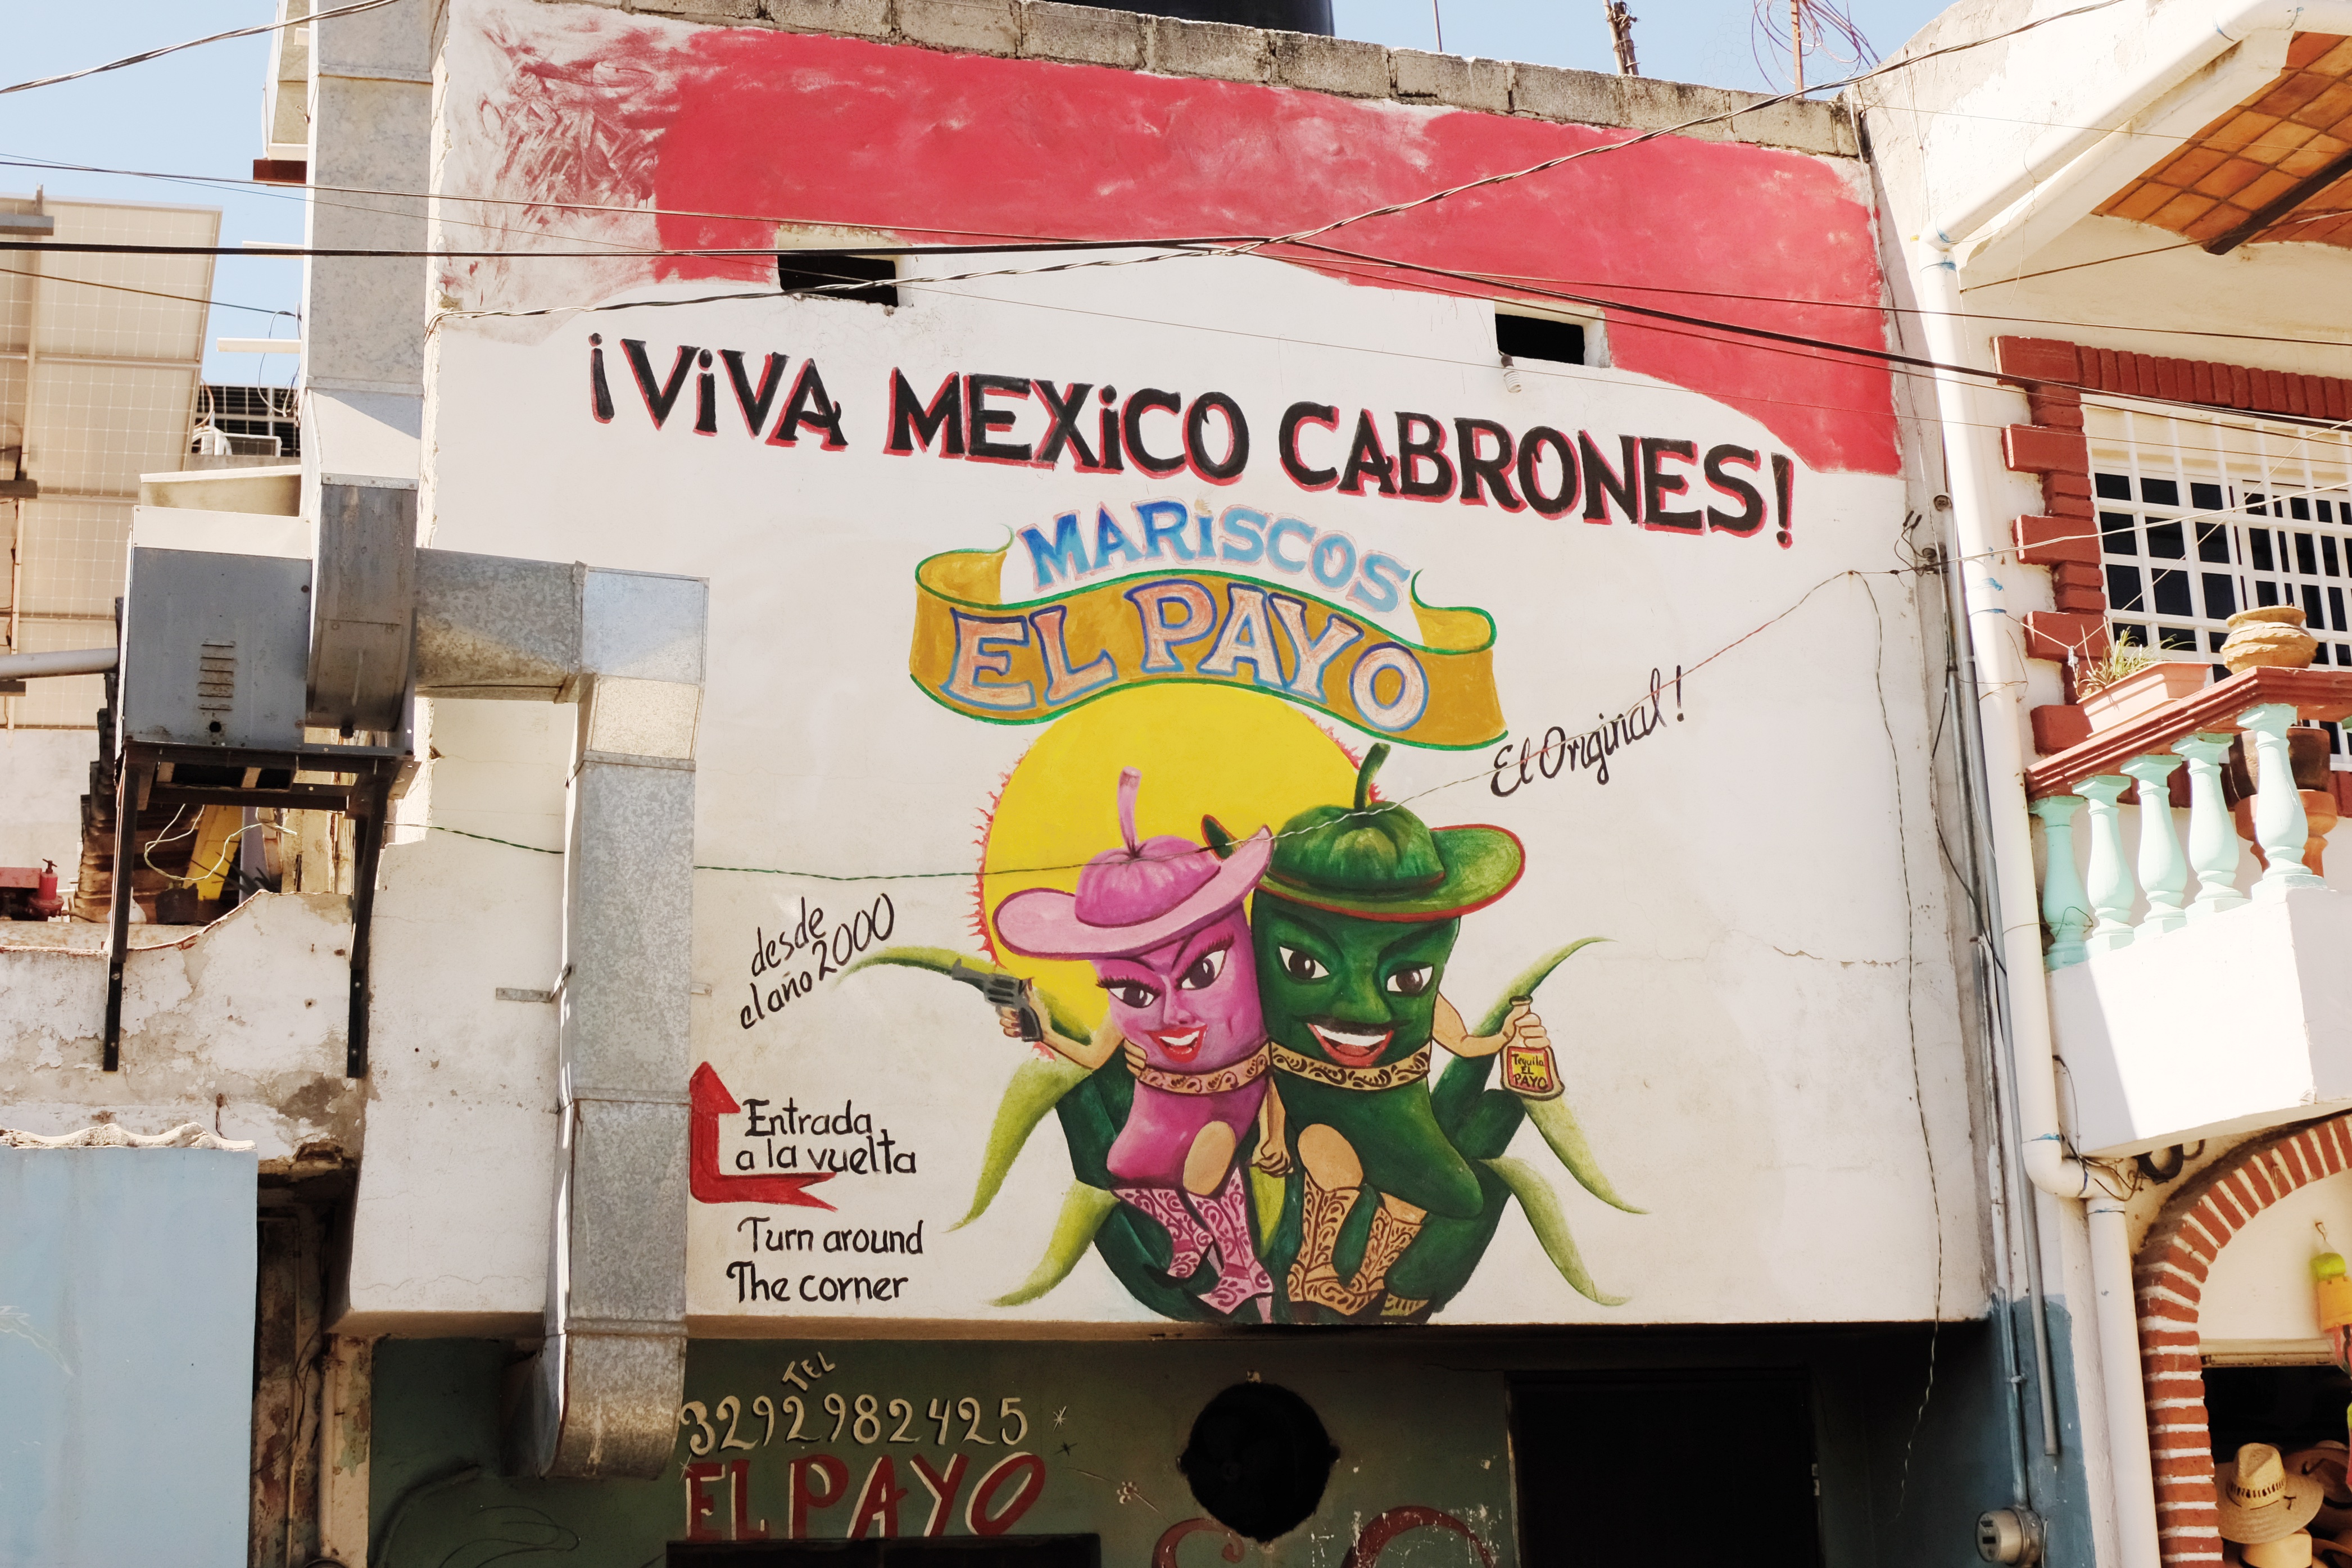 ¡ViVA MEXiCO CABRONES!
MARiSCOS
EL PAYO
El Original!
desde
el año 2000
Tequila
EL
PAYO
Entrada
a la vuelta
Turn around
The corner
TEL
3292982425
EL PAYO